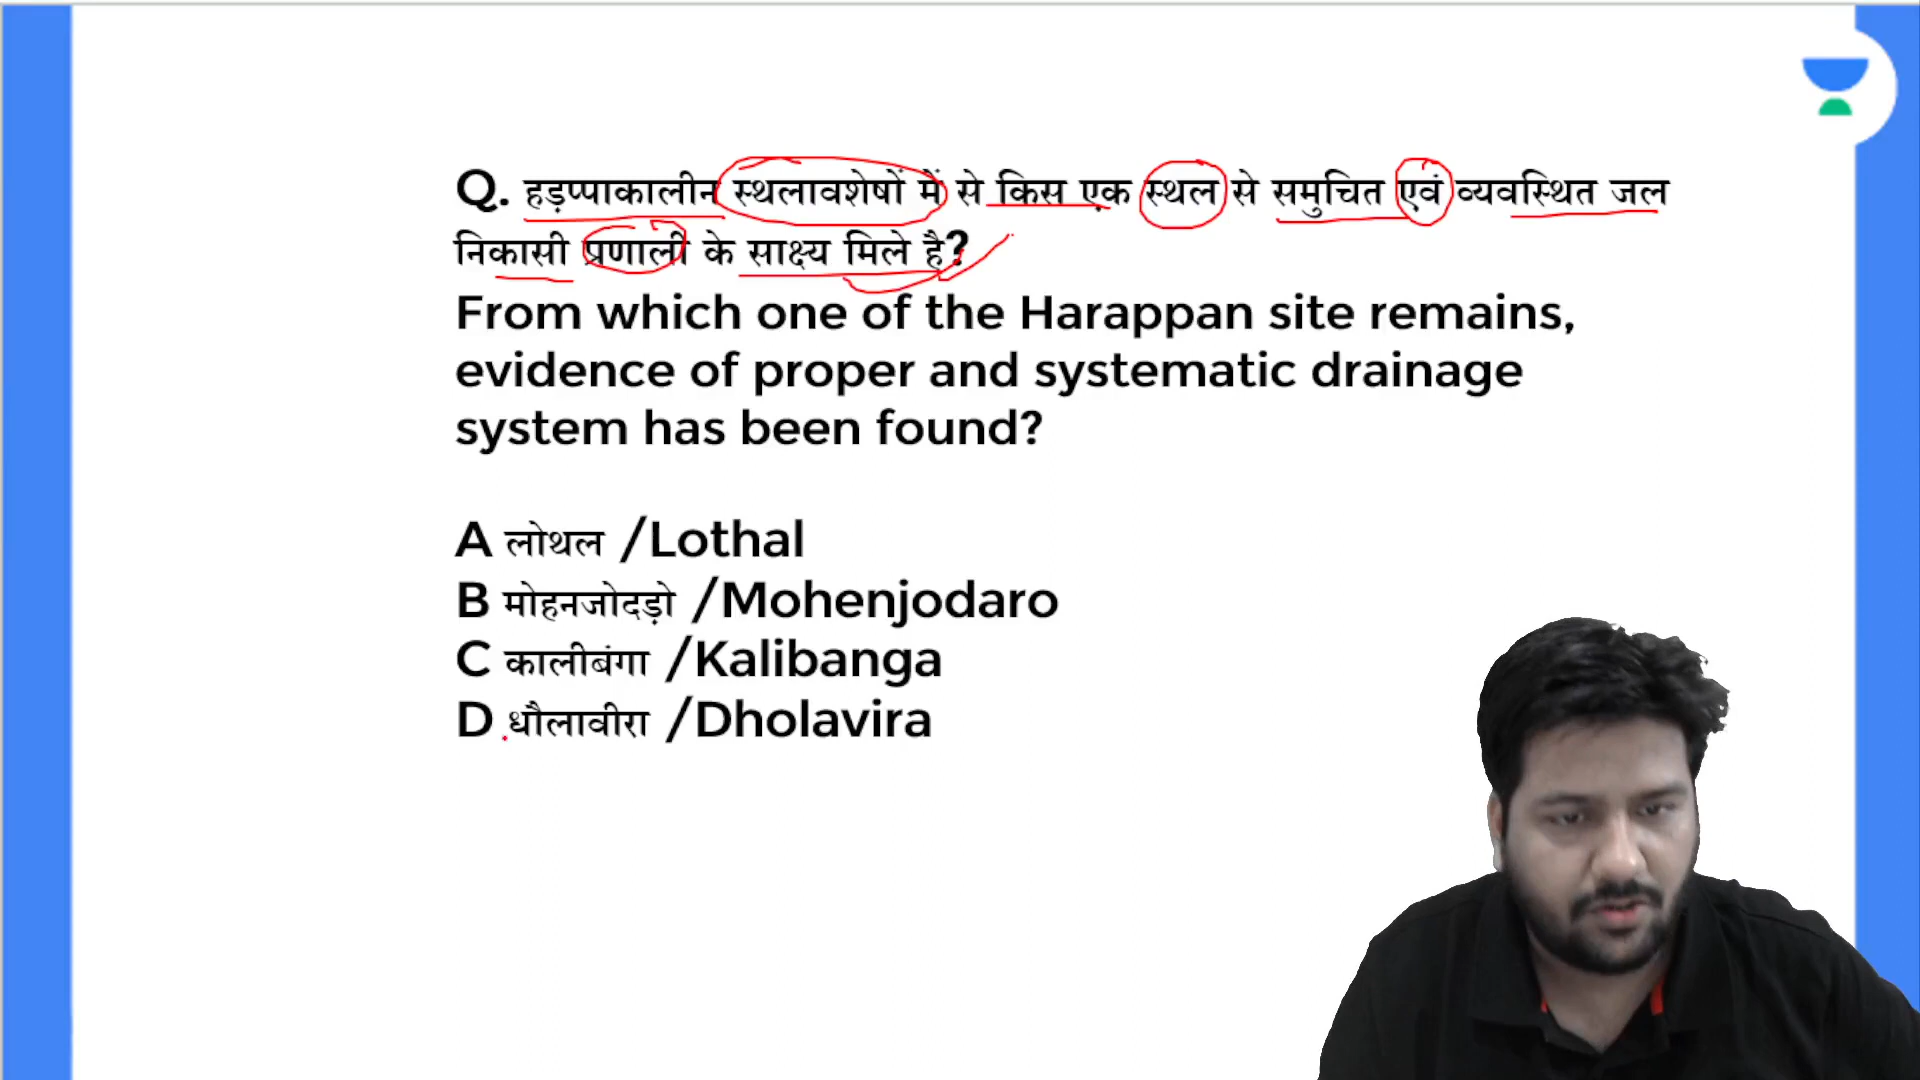 Q. हड़प्पाकालीन स्थलावशेषों में से किस एक स्थल से समुचित एवं व्यवस्थित जल
निकासी प्रणाली के साक्ष्य मिले है?
From which one of the Harappan site remains,
evidence of proper and systematic drainage
system has been found?
A लोथल /Lothal
B मोहनजोदड़ो /Mohenjodaro
C कालीबंगा /Kalibanga
D धौलावीरा /Dholavira